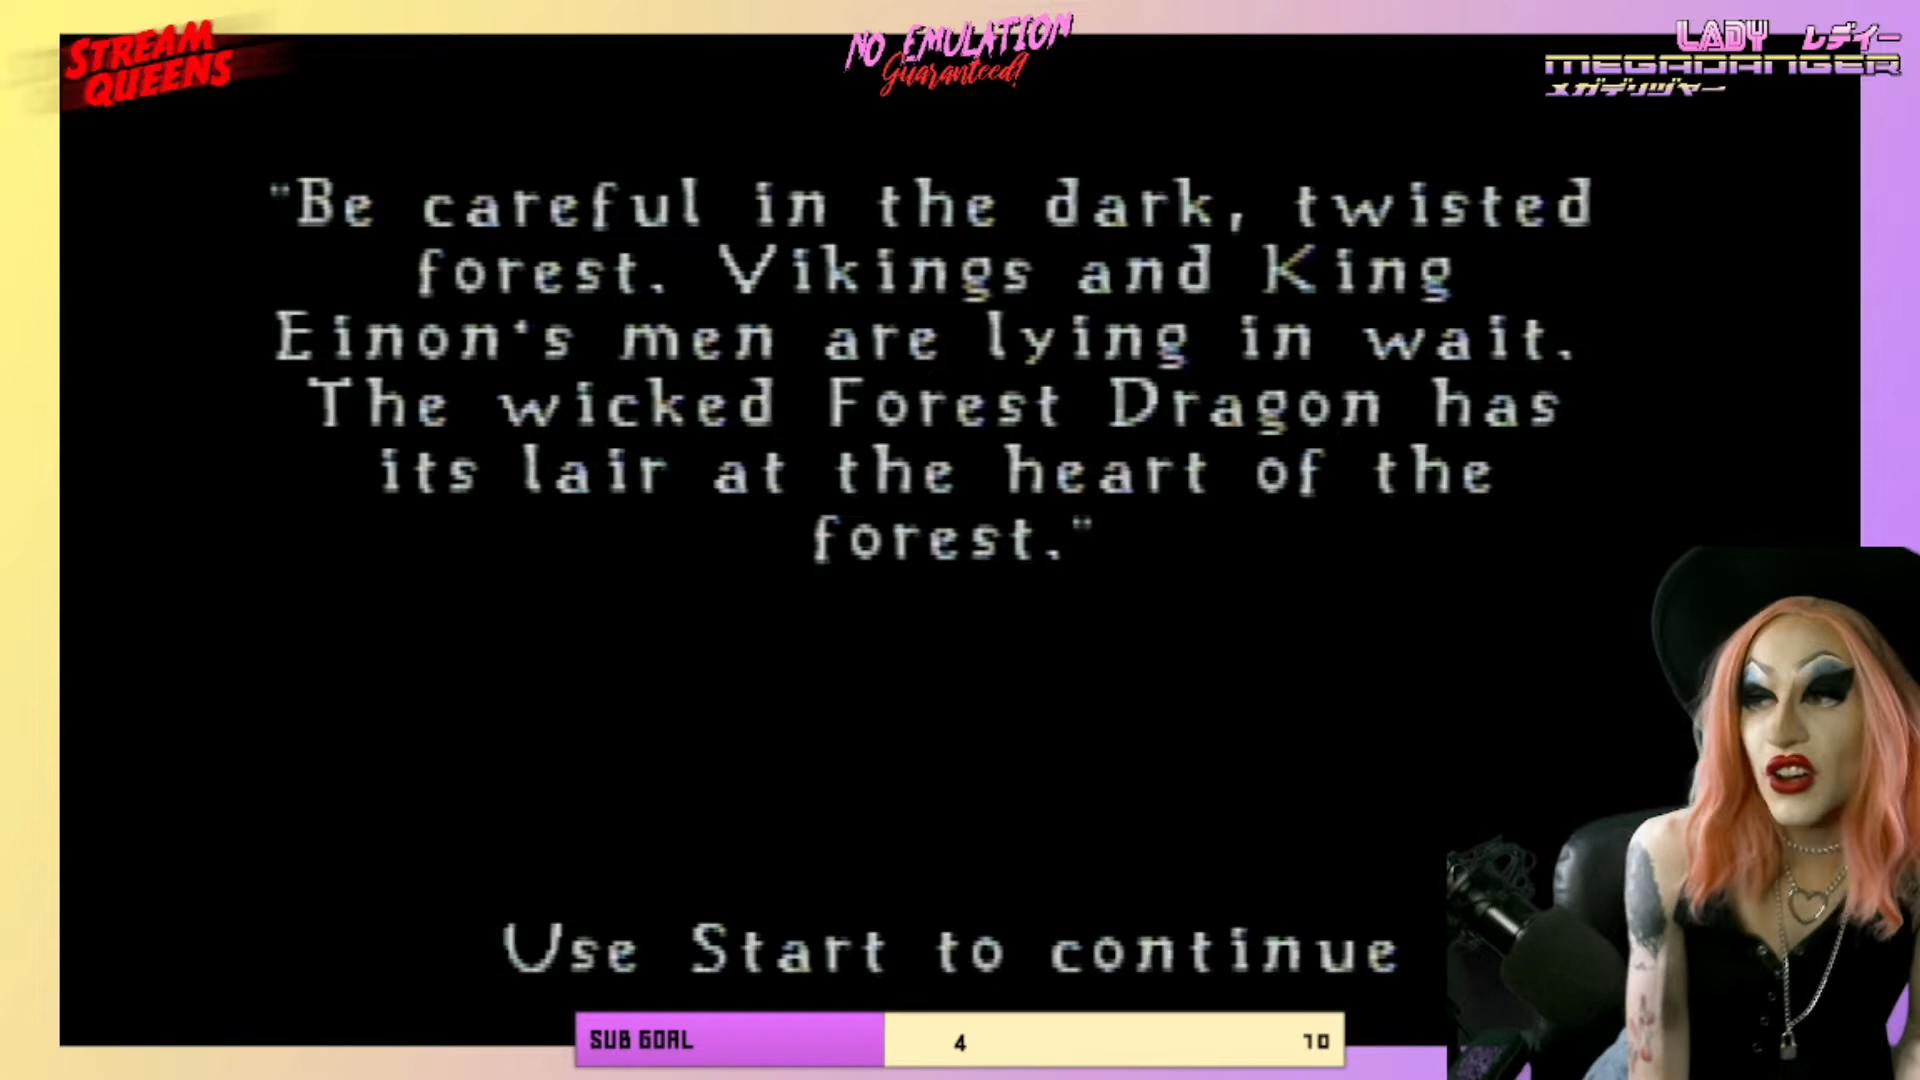 STREAM
QUEENS
NO EMULATION
Guaranteed!
LADY レディー
MEGADANGER
メガデンジャー
"Be careful in the dark, twisted
forest. Vikings and King
Einon's men are lying in wait.
The wicked Forest Dragon has
its lair at the heart of the
forest."
Use Start to continue
SUB GOAL 4 10